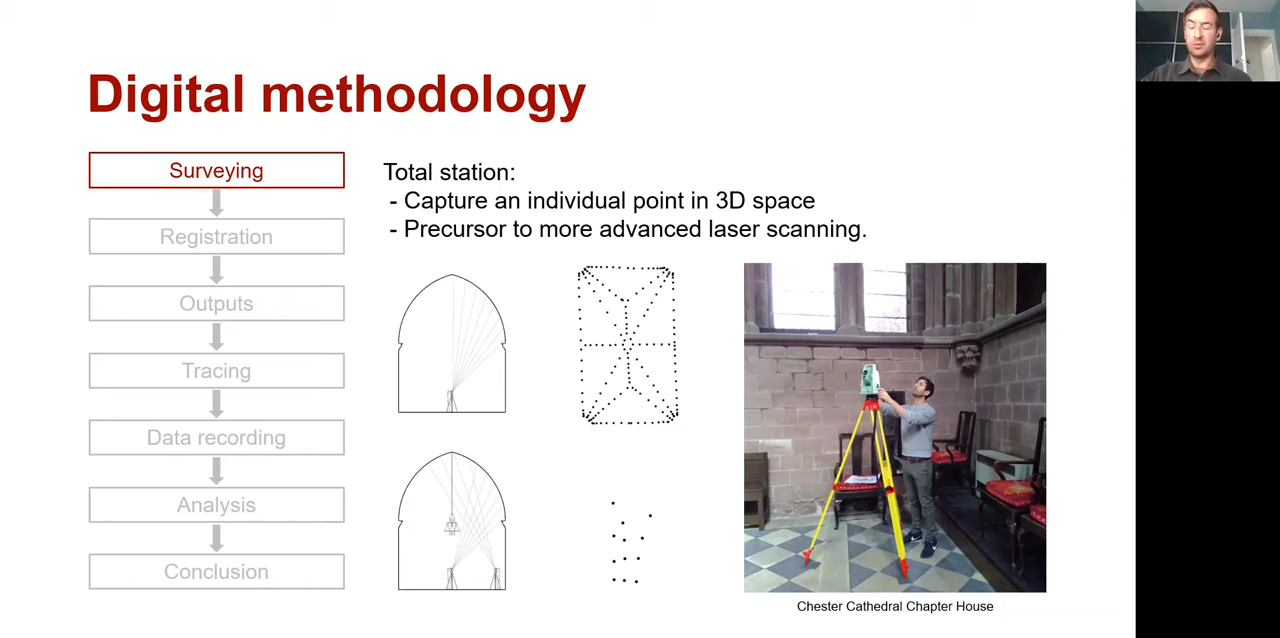 Digital methodology
Surveying
Registration
Outputs
Tracing
Data recording
Analysis
Conclusion
Total station:
- Capture an individual point in 3D space
- Precursor to more advanced laser scanning.
Chester Cathedral Chapter House